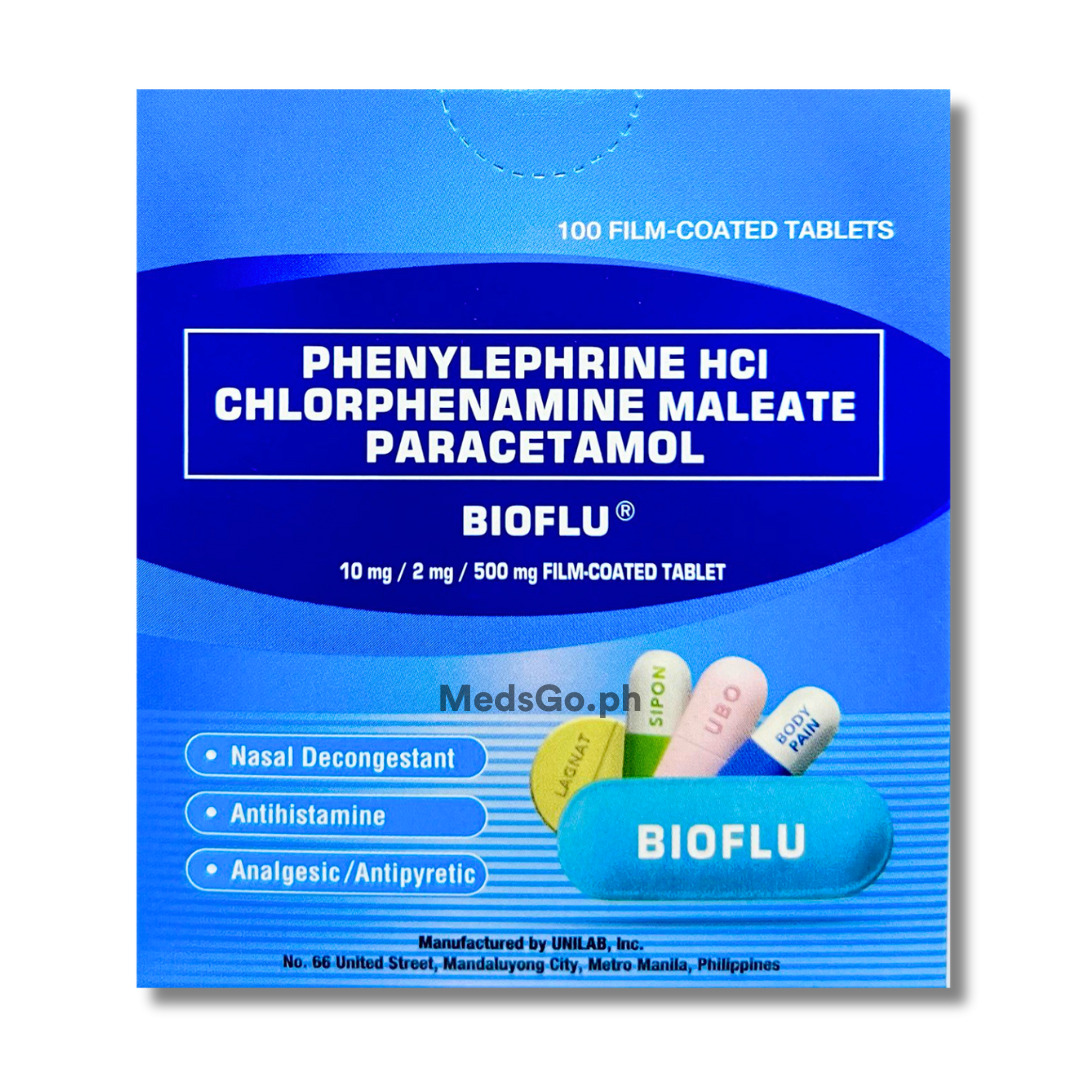 100 FILM-COATED TABLETS
PHENYLEPHRINE HCl
CHLORPHENAMINE MALEATE
PARACETAMOL
BIOFLU®
10 mg / 2 mg / 500 mg FILM-COATED TABLET
MedsGo.ph
LAGNAT
SIPON
UBO
BODY
PAIN
• Nasal Decongestant
• Antihistamine
• Analgesic/Antipyretic
BIOFLU
Manufactured by UNILAB, Inc.
No. 66 United Street, Mandaluyong City, Metro Manila, Philippines